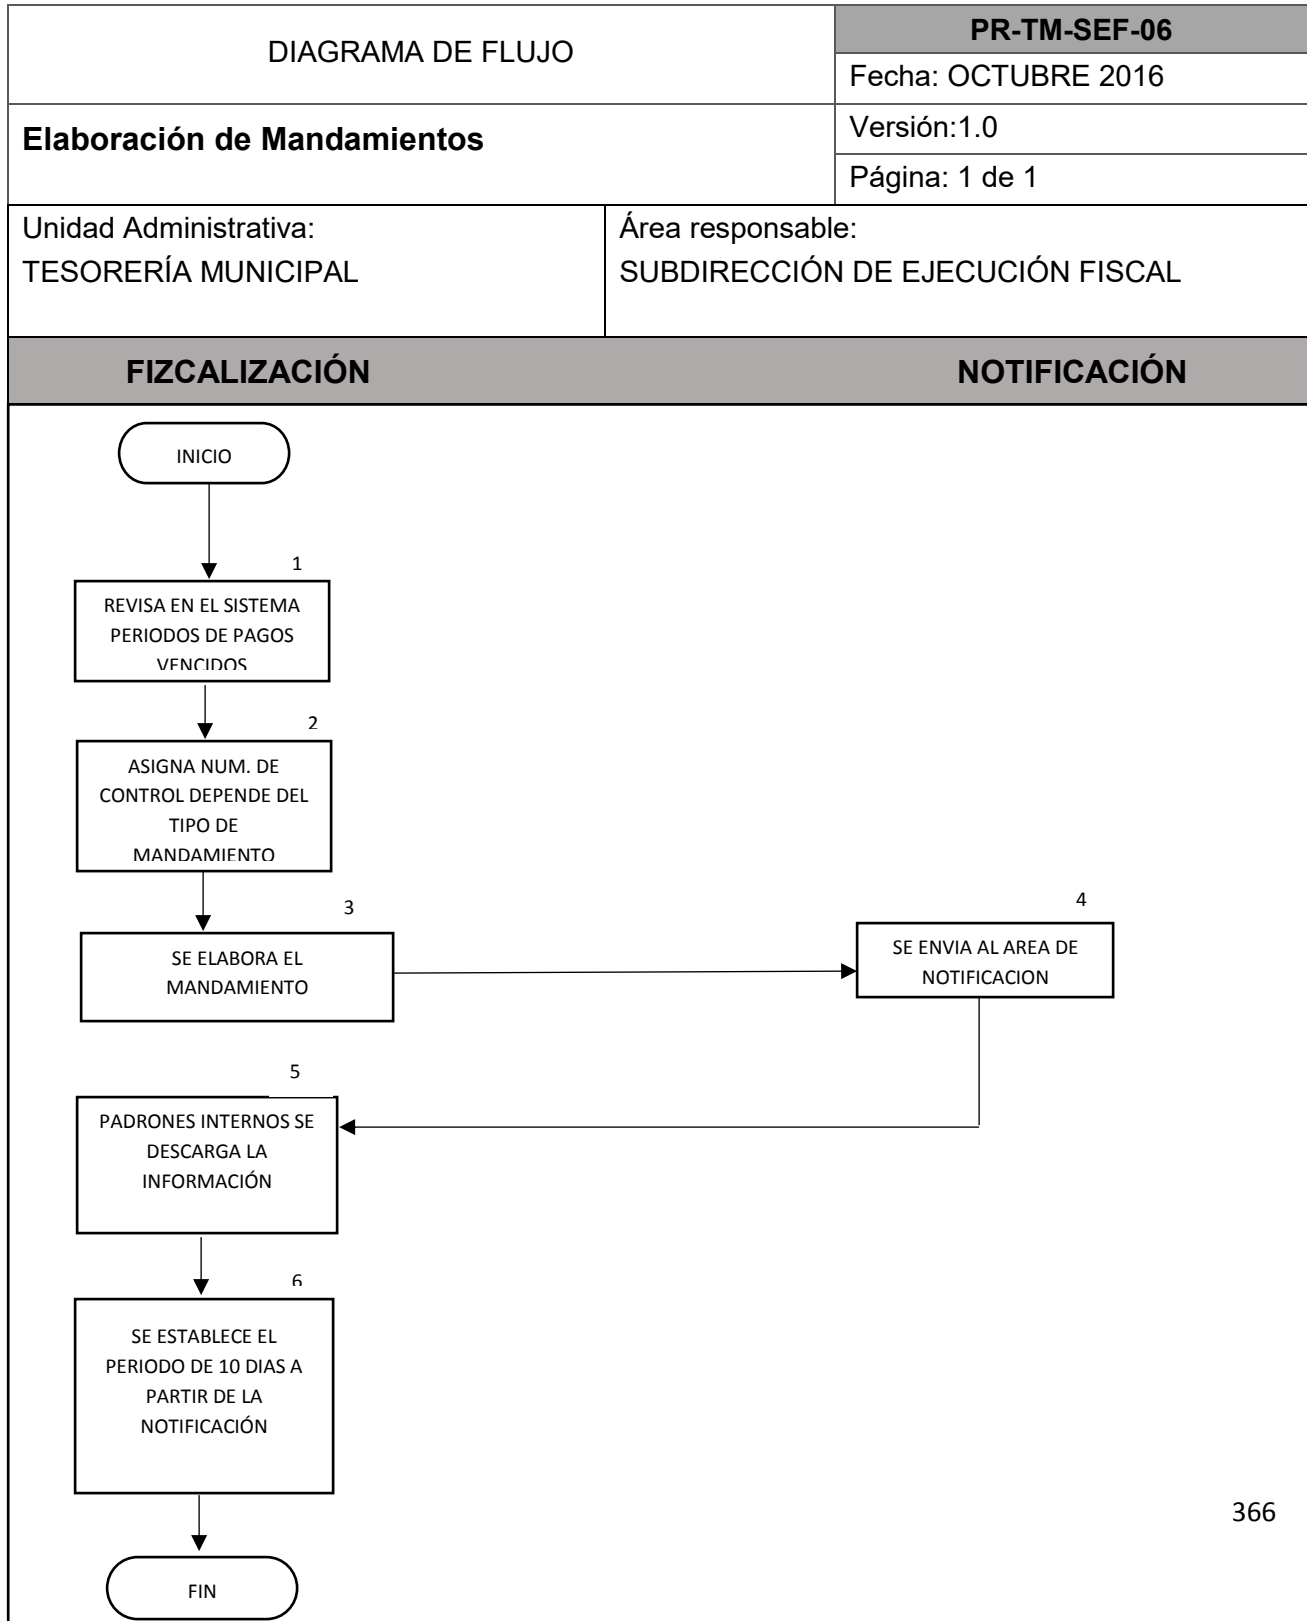 DIAGRAMA DE FLUJO
PR-TM-SEF-06
Fecha: OCTUBRE 2016
Elaboración de Mandamientos
Versión:1.0
Página: 1 de 1
Unidad Administrativa:
TESORERÍA MUNICIPAL
Área responsable:
SUBDIRECCIÓN DE EJECUCIÓN FISCAL
FIZCALIZACIÓN
NOTIFICACIÓN
INICIO
1
REVISA EN EL SISTEMA
PERIODOS DE PAGOS
VENCIDOS
2
ASIGNA NUM. DE
CONTROL DEPENDE DEL
TIPO DE
MANDAMIENTO
3
SE ELABORA EL
MANDAMIENTO
4
SE ENVIA AL AREA DE
NOTIFICACION
5
PADRONES INTERNOS SE
DESCARGA LA
INFORMACIÓN
6
SE ESTABLECE EL
PERIODO DE 10 DIAS A
PARTIR DE LA
NOTIFICACIÓN
366
FIN